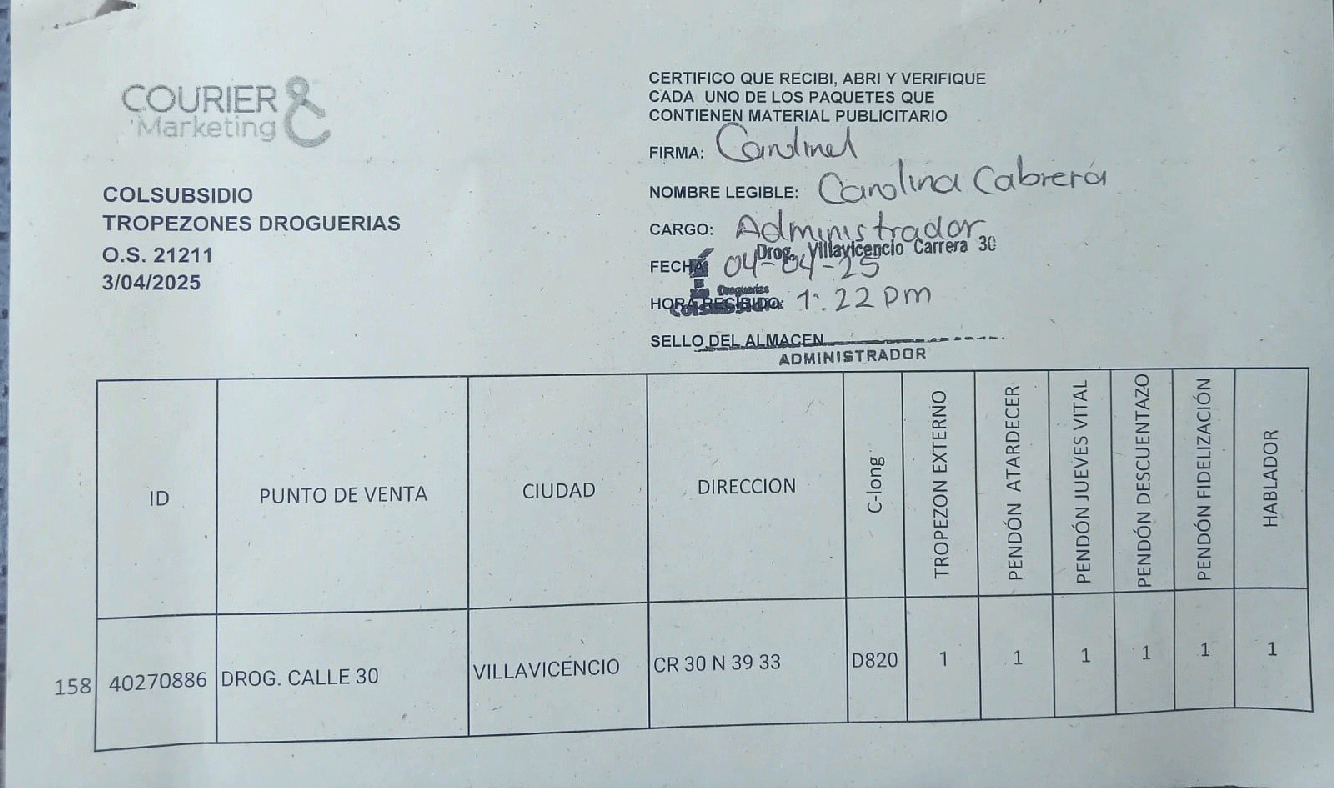 COURIER &
Marketing
COLSUBSIDIO
TROPEZONES DROGUERIAS
O.S. 21211
3/04/2025
CERTIFICO QUE RECIBI, ABRI Y VERIFIQUE
CADA UNO DE LOS PAQUETES QUE
CONTIENEN MATERIAL PUBLICITARIO
FIRMA:
NOMBRE LEGIBLE: Carolina Cabrera
CARGO: Administrador
Drog. Villavicencio Carrera 30
FECHA 04-04-25
Droguerías
HORA RECIBIDO: 1:22 pm
Colsubsidio
SELLO DEL ALMACEN
ADMINISTRADOR
ID PUNTO DE VENTA CIUDAD DIRECCION C-long TROPEZON EXTERNO PENDÓN ATARDECER PENDÓN JUEVES VITAL PENDÓN DESCUENTAZO PENDÓN FIDELIZACIÓN HABLADOR
158 40270886 DROG. CALLE 30 VILLAVICENCIO CR 30 N 39 33 D820 1 1 1 1 1 1